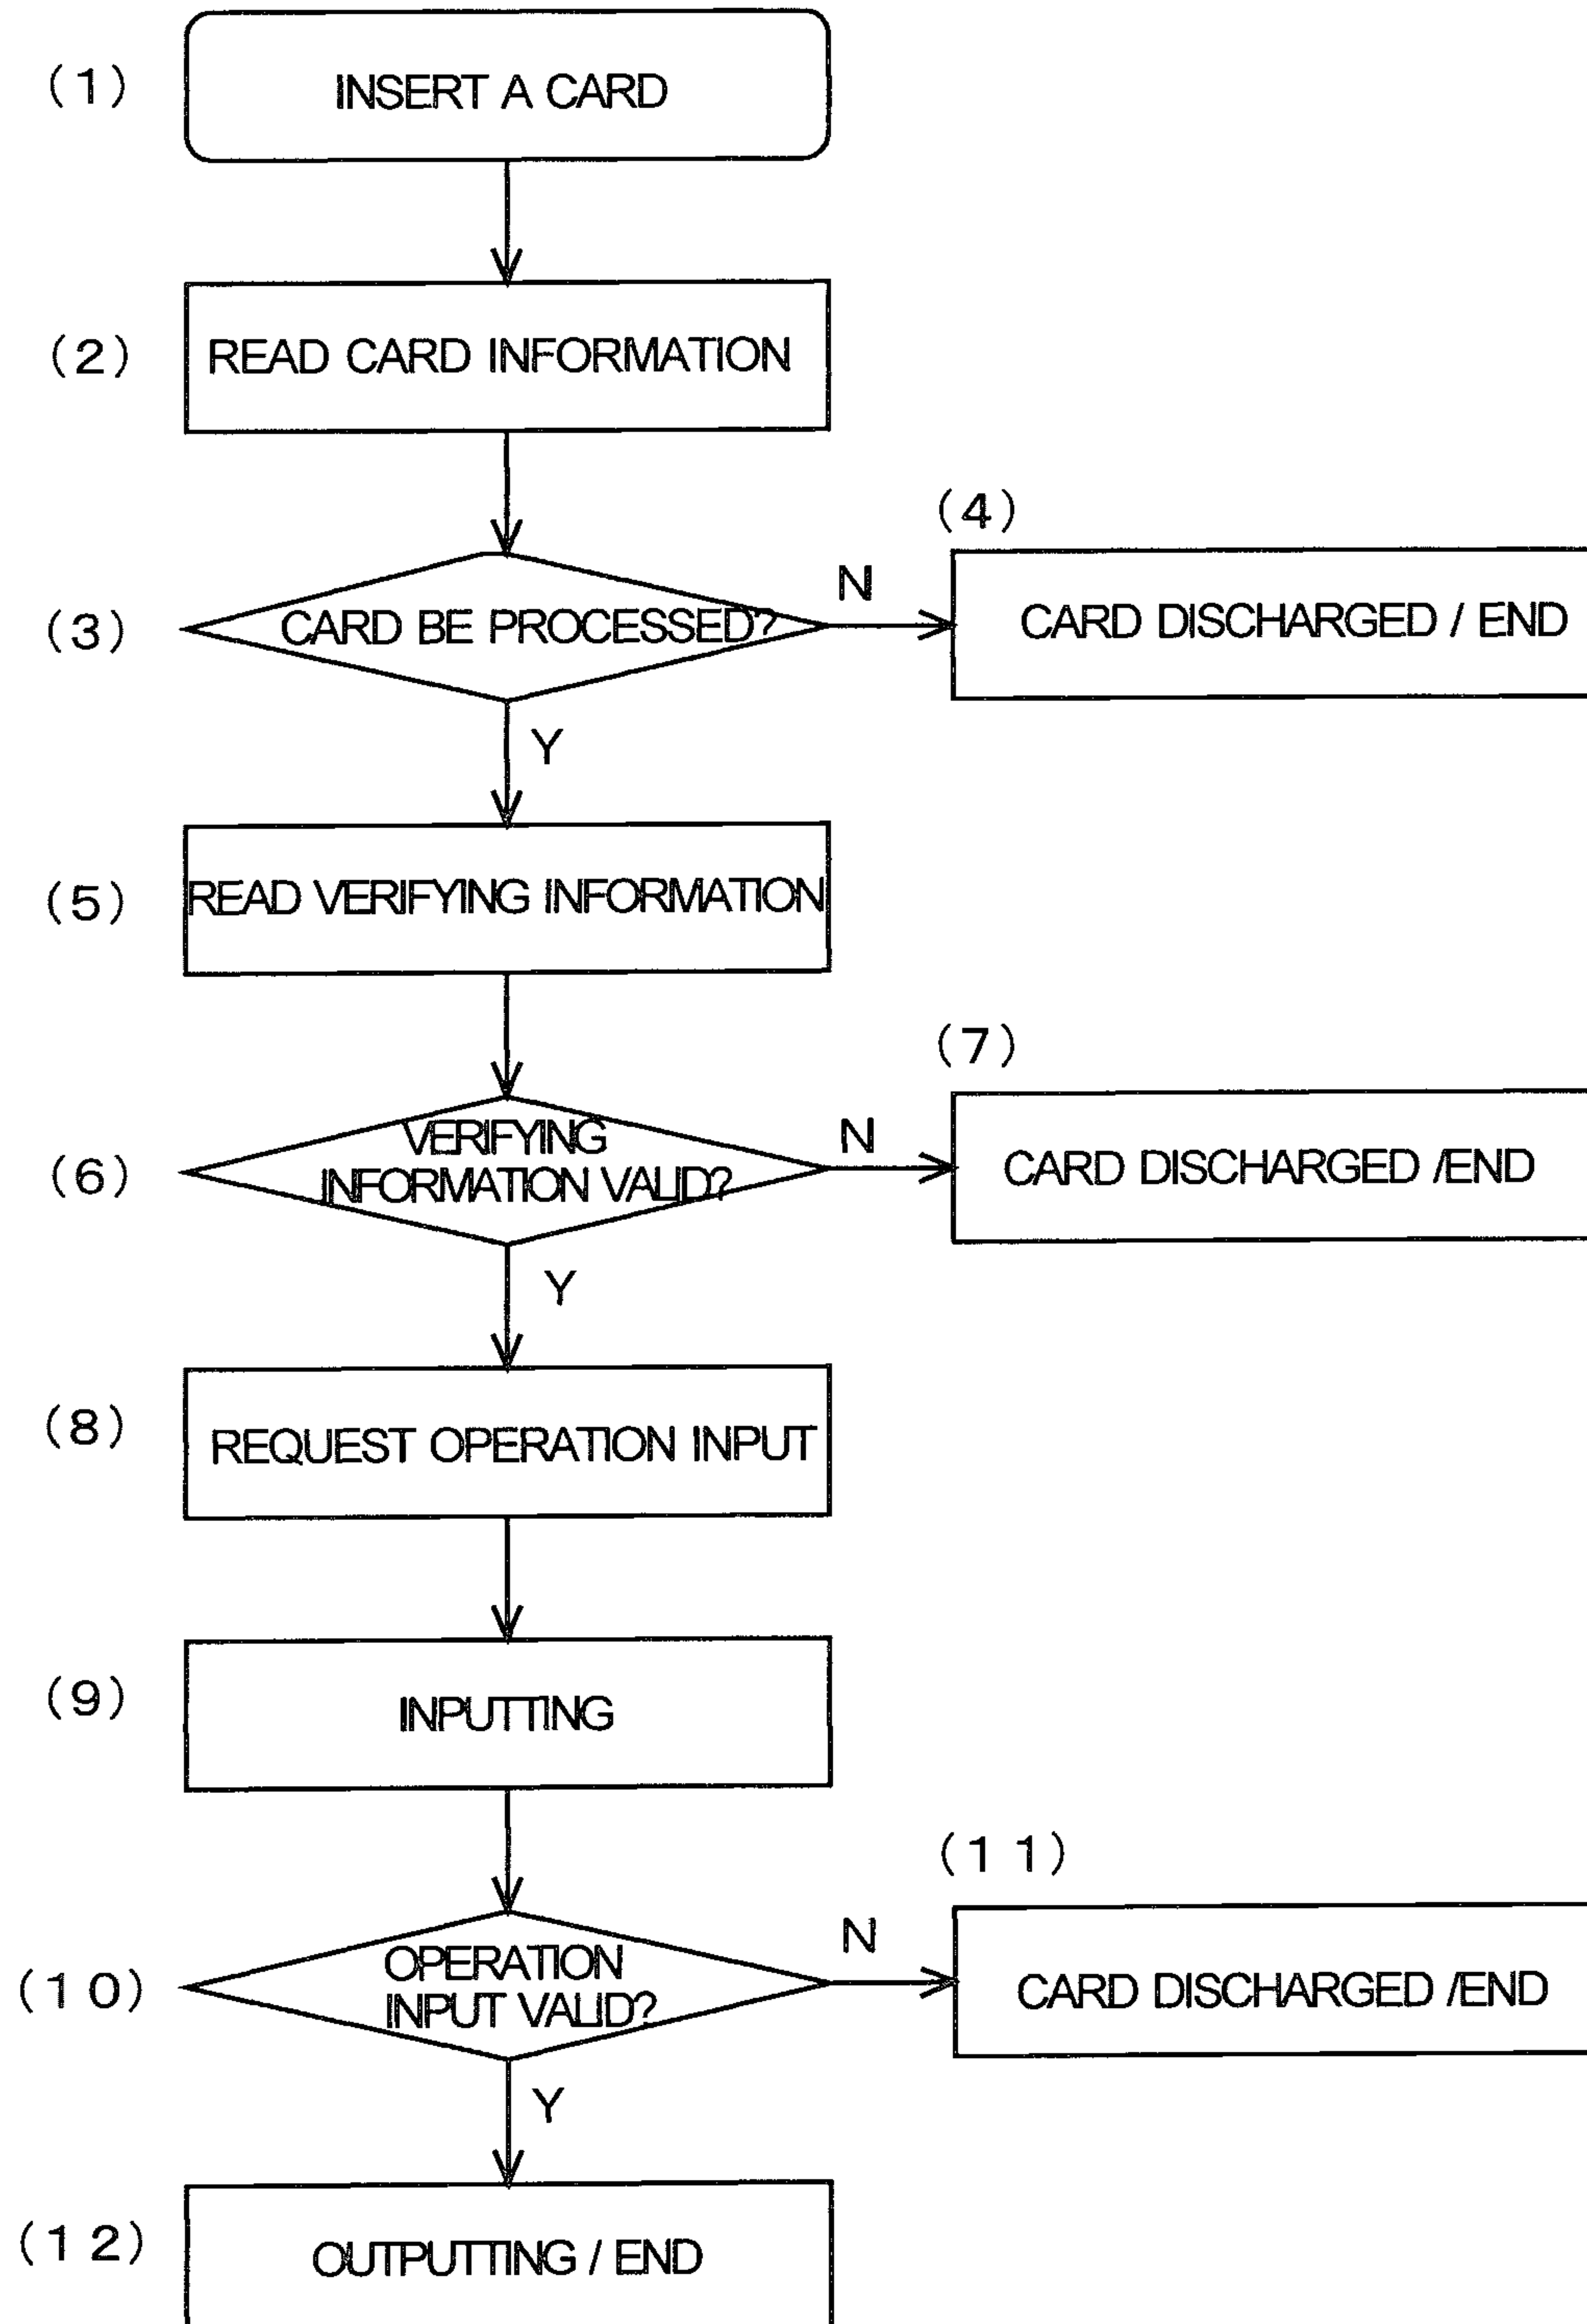 (1)
INSERT A CARD
(2)
READ CARD INFORMATION
(3)
CARD BE PROCESSED?
N
(4)
CARD DISCHARGED / END
Y
(5)
READ VERIFYING INFORMATION
(6)
VERIFYING
INFORMATION VALID?
N
(7)
CARD DISCHARGED /END
Y
(8)
REQUEST OPERATION INPUT
(9)
INPUTTING
(10)
OPERATION
INPUT VALID?
N
(11)
CARD DISCHARGED /END
Y
(12)
OUTPUTTING / END